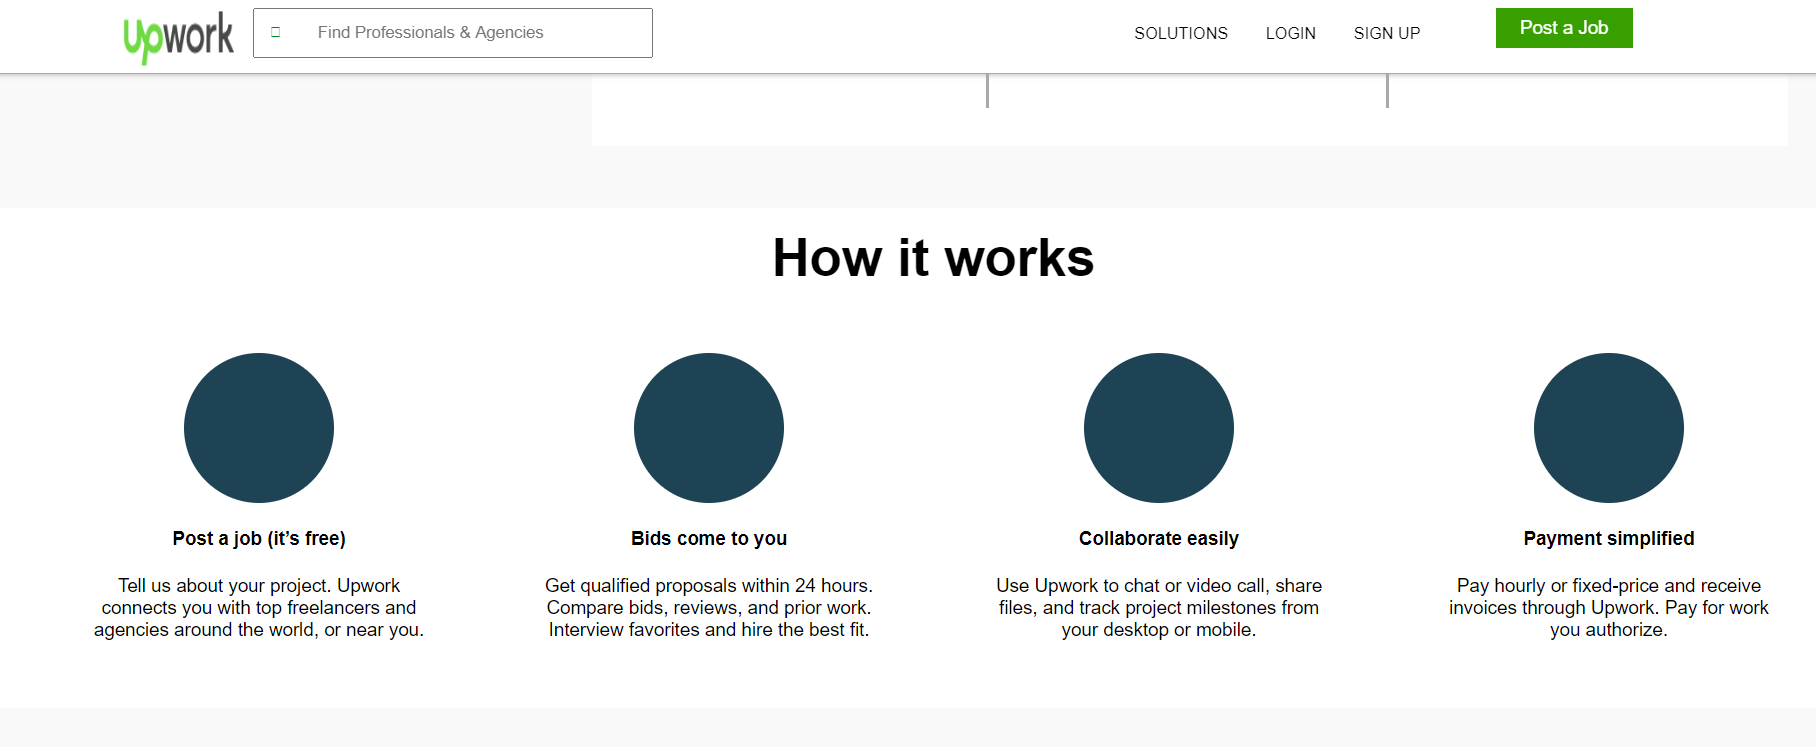 upwork
Find Professionals & Agencies
SOLUTIONS
LOGIN
SIGN UP
Post a Job
How it works
Post a job (it’s free)
Tell us about your project. Upwork
connects you with top freelancers and
agencies around the world, or near you.
Bids come to you
Get qualified proposals within 24 hours.
Compare bids, reviews, and prior work.
Interview favorites and hire the best fit.
Collaborate easily
Use Upwork to chat or video call, share
files, and track project milestones from
your desktop or mobile.
Payment simplified
Pay hourly or fixed-price and receive
invoices through Upwork. Pay for work
you authorize.